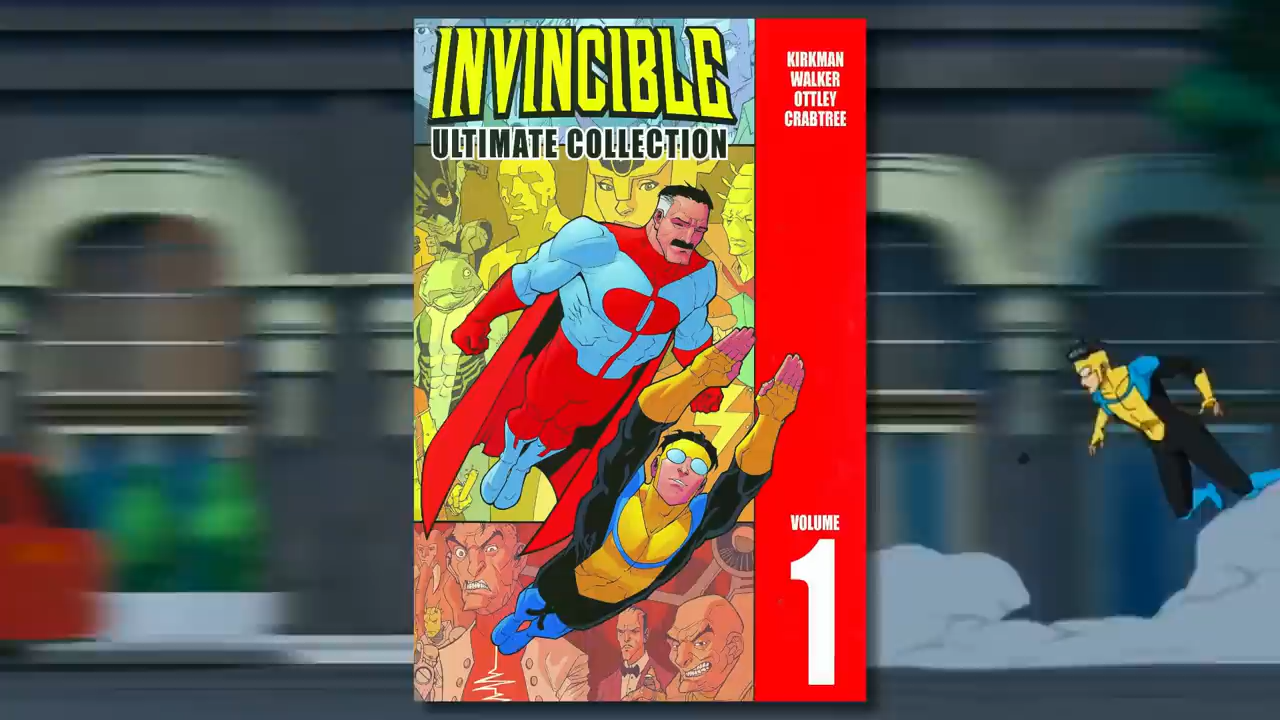 INVINCIBLE
ULTIMATE COLLECTION
KIRKMAN
WALKER
OTTLEY
CRABTREE
VOLUME
1